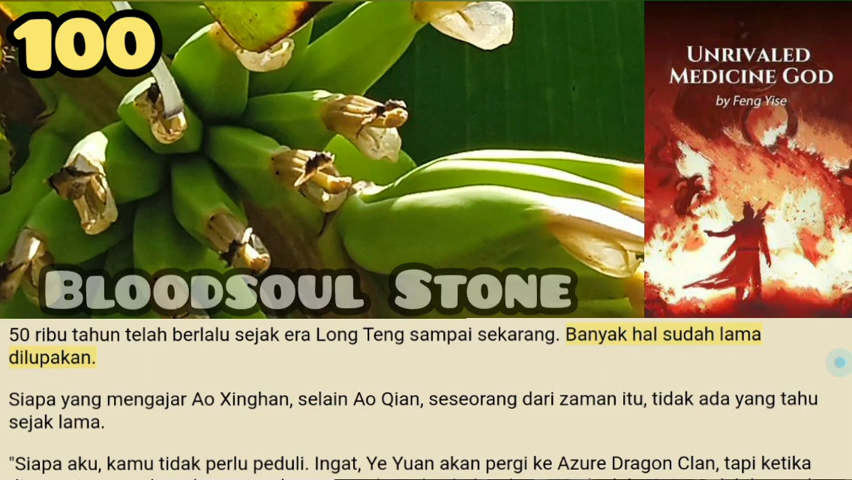 100
UNRIVALED
MEDICINE GOD
by Feng Yise
BLOODSOUL STONE
50 ribu tahun telah berlalu sejak era Long Teng sampai sekarang. Banyak hal sudah lama
dilupakan.
Siapa yang mengajar Ao Xinghan, selain Ao Qian, seseorang dari zaman itu, tidak ada yang tahu
sejak lama.
"Siapa aku, kamu tidak perlu peduli. Ingat, Ye Yuan akan pergi ke Azure Dragon Clan, tapi ketika